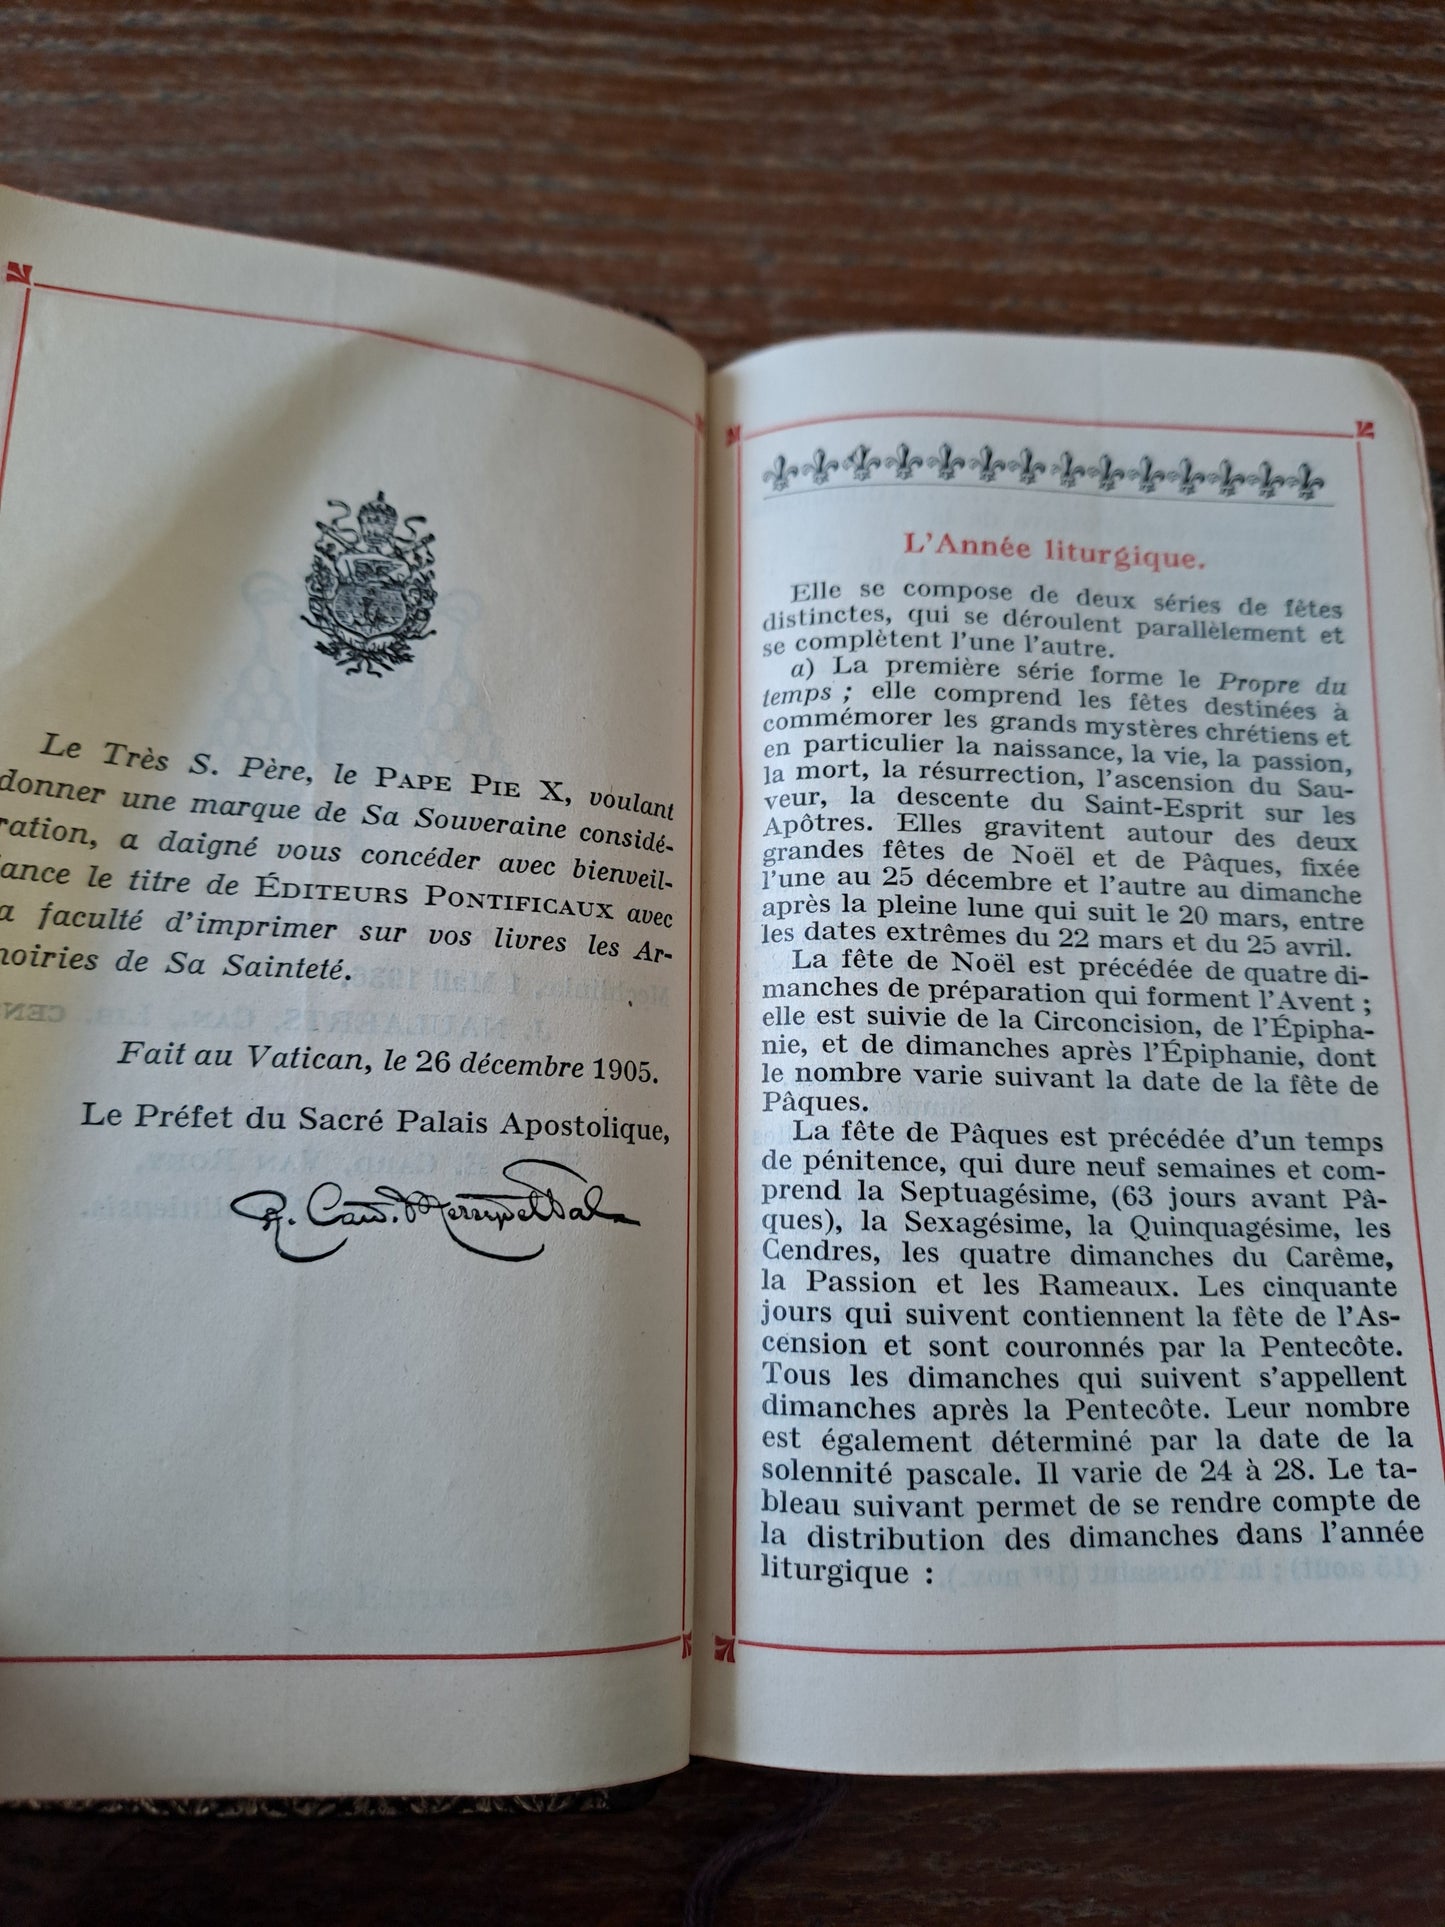 Le Très S. Père, le PAPE PIE X, voulant
donner une marque de Sa Souveraine considé-
ration, a daigné vous concéder avec bienveil-
lance le titre de ÉDITEURS PONTIFICAUX avec
la faculté d'imprimer sur vos livres les Ar-
moiries de Sa Sainteté.
Fait au Vatican, le 26 décembre 1905.
Le Préfet du Sacré Palais Apostolique,
R. Card. Merry del Val
L'Année liturgique.
Elle se compose de deux séries de fêtes
distinctes, qui se déroulent parallèlement et
se complètent l'une l'autre.
a) La première série forme le Propre du
temps ; elle comprend les fêtes destinées à
commémorer les grands mystères chrétiens et
en particulier la naissance, la vie, la passion,
la mort, la résurrection, l'ascension du Sau-
veur, la descente du Saint-Esprit sur les
Apôtres. Elles gravitent autour des deux
grandes fêtes de Noël et de Pâques, fixée
l'une au 25 décembre et l'autre au dimanche
après la pleine lune qui suit le 20 mars, entre
les dates extrêmes du 22 mars et du 25 avril.
La fête de Noël est précédée de quatre di-
manches de préparation qui forment l'Avent ;
elle est suivie de la Circoncision, de l'Épipha-
nie, et de dimanches après l'Épiphanie, dont
le nombre varie suivant la date de la fête de
Pâques.
La fête de Pâques est précédée d'un temps
de pénitence, qui dure neuf semaines et com-
prend la Septuagésime, (63 jours avant Pâ-
ques), la Sexagésime, la Quinquagésime, les
Cendres, les quatre dimanches du Carême,
la Passion et les Rameaux. Les cinquante
jours qui suivent contiennent la fête de l'As-
cension et sont couronnés par la Pentecôte.
Tous les dimanches qui suivent s'appellent
dimanches après la Pentecôte. Leur nombre
est également déterminé par la date de la
solennité pascale. Il varie de 24 à 28. Le ta-
bleau suivant permet de se rendre compte de
la distribution des dimanches dans l'année
liturgique :